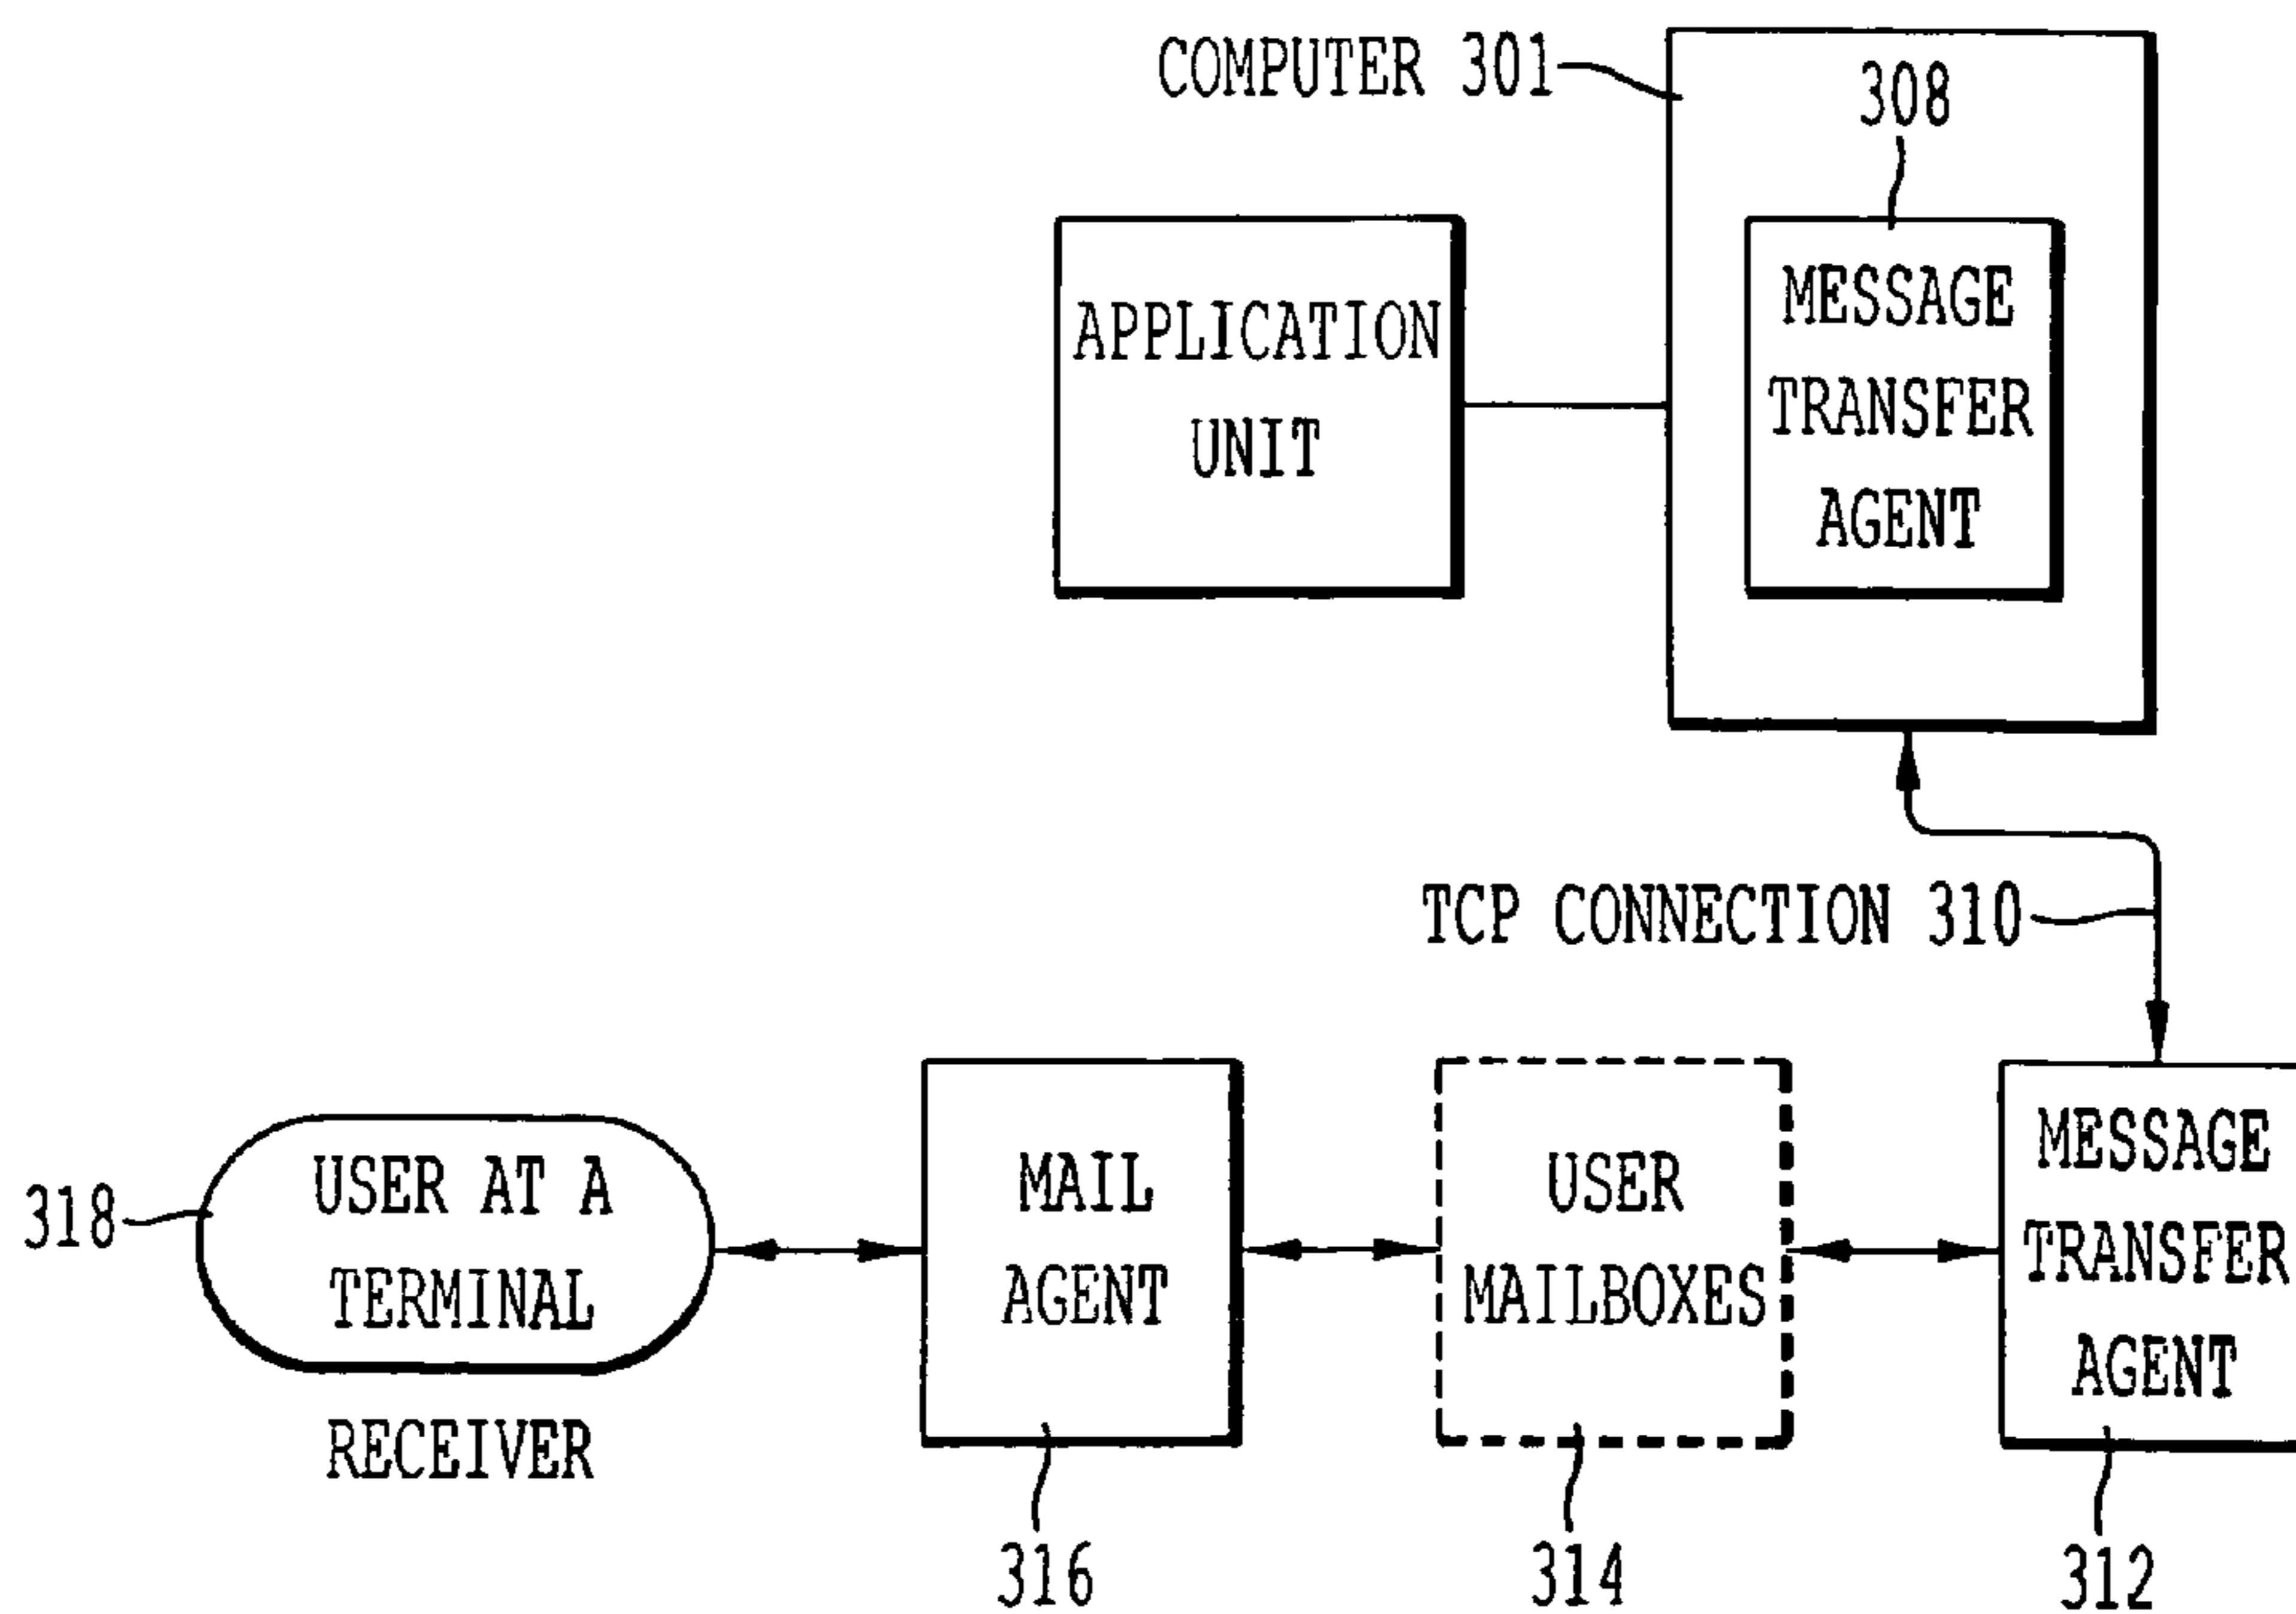 COMPUTER 301
308
APPLICATION
UNIT
MESSAGE
TRANSFER
AGENT
TCP CONNECTION 310
318
USER AT A
TERMINAL
RECEIVER
MAIL
AGENT
316
USER
MAILBOXES
314
MESSAGE
TRANSFER
AGENT
312